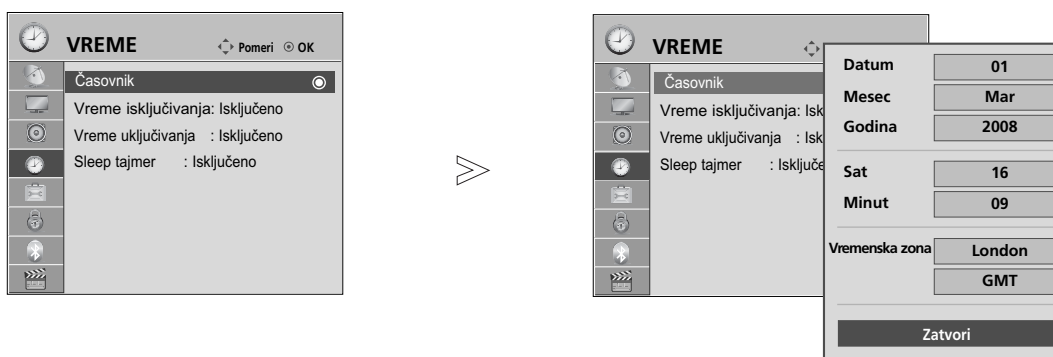 VREME Pomeri OK
Časovnik
Vreme isključivanja: Isključeno
Vreme uključivanja : Isključeno
Sleep tajmer : Isključeno
VREME
Časovnik
Vreme isključivanja: Isk
Vreme uključivanja : Isk
Sleep tajmer : Isključe
Datum 01
Mesec Mar
Godina 2008
Sat 16
Minut 09
Vremenska zona London
GMT
Zatvori